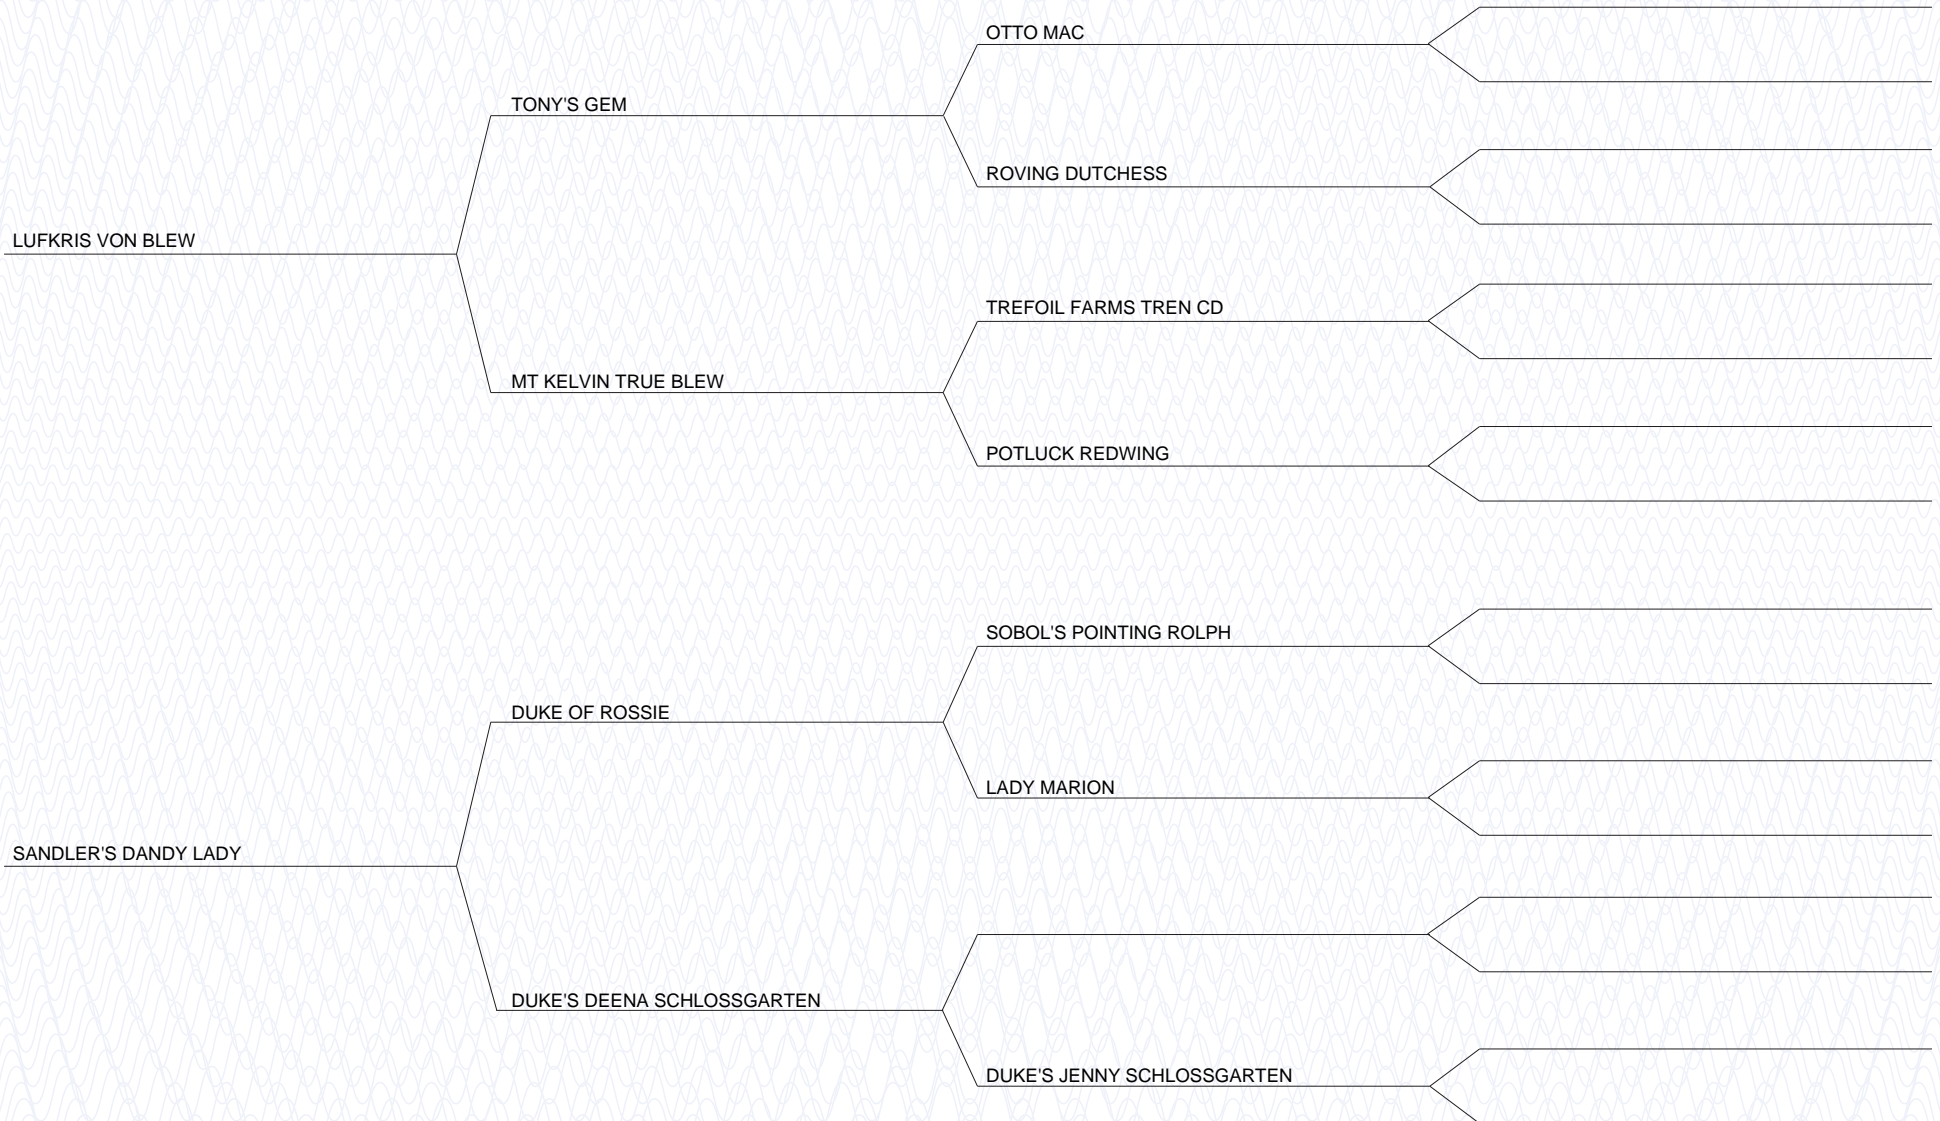 OTTO MAC
TONY'S GEM
ROVING DUTCHESS
LUFKRIS VON BLEW
TREFOIL FARMS TREN CD
MT KELVIN TRUE BLEW
POTLUCK REDWING
SOBOL'S POINTING ROLPH
DUKE OF ROSSIE
LADY MARION
SANDLER'S DANDY LADY
DUKE'S DEENA SCHLOSSGARTEN
DUKE'S JENNY SCHLOSSGARTEN